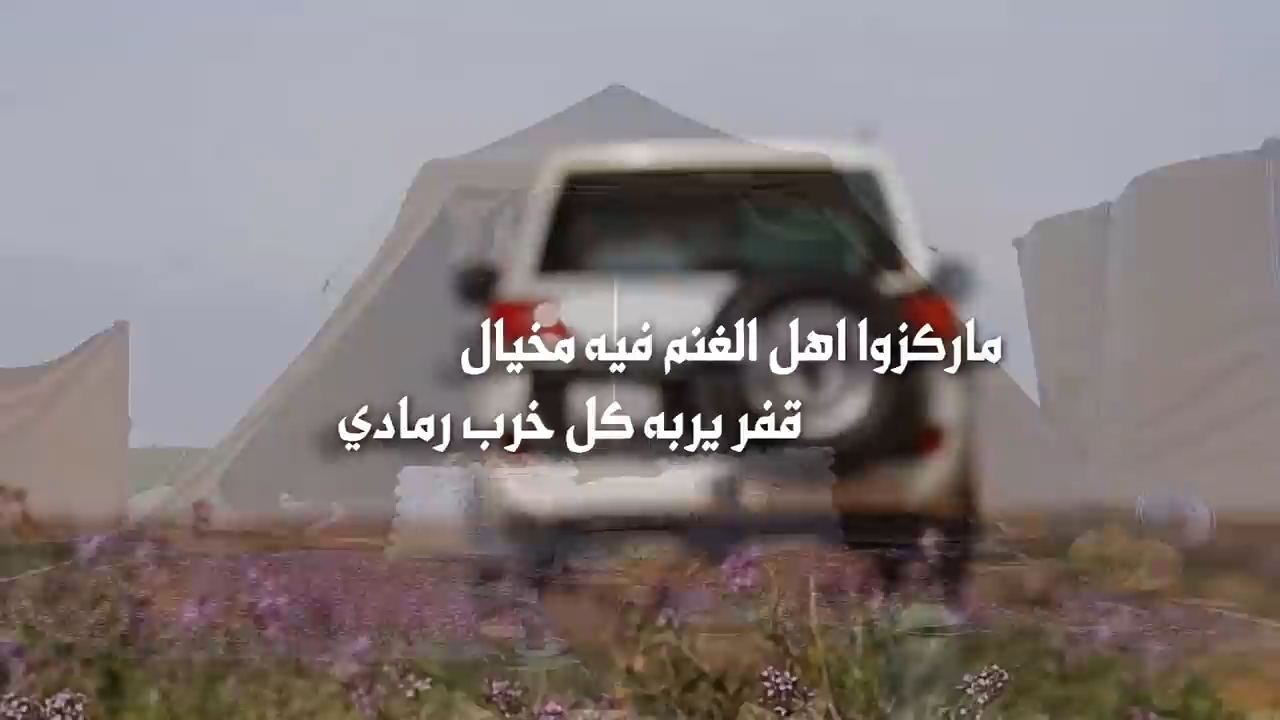 ماركزوا اهل الغنم فيه مخيال
قفر يربه كل خرب رمادي